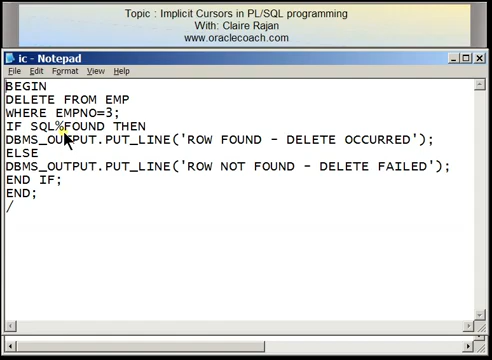 Topic : Implicit Cursors in PL/SQL programming
With: Claire Rajan
www.oraclecoach.com
ic - Notepad
File Edit Format View Help
BEGIN
DELETE FROM EMP
WHERE EMPNO=3;
IF SQL%FOUND THEN
DBMS_OUTPUT.PUT_LINE('ROW FOUND - DELETE OCCURRED');
ELSE
DBMS_OUTPUT.PUT_LINE('ROW NOT FOUND - DELETE FAILED');
END IF;
END;
/